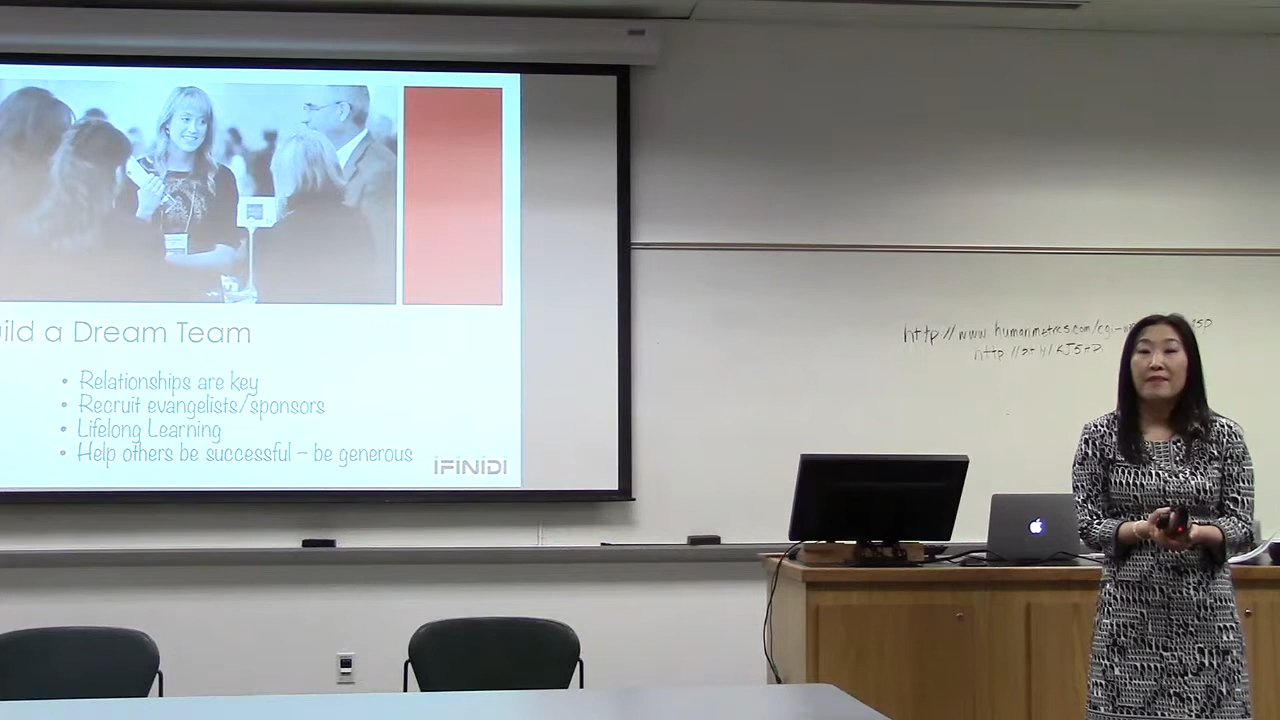 uild a Dream Team
• Relationships are key
• Recruit evangelists/sponsors
• Lifelong Learning
• Help others be successful – be generous
IFINIDI
http://www.humanmetrics.com/cgi-w